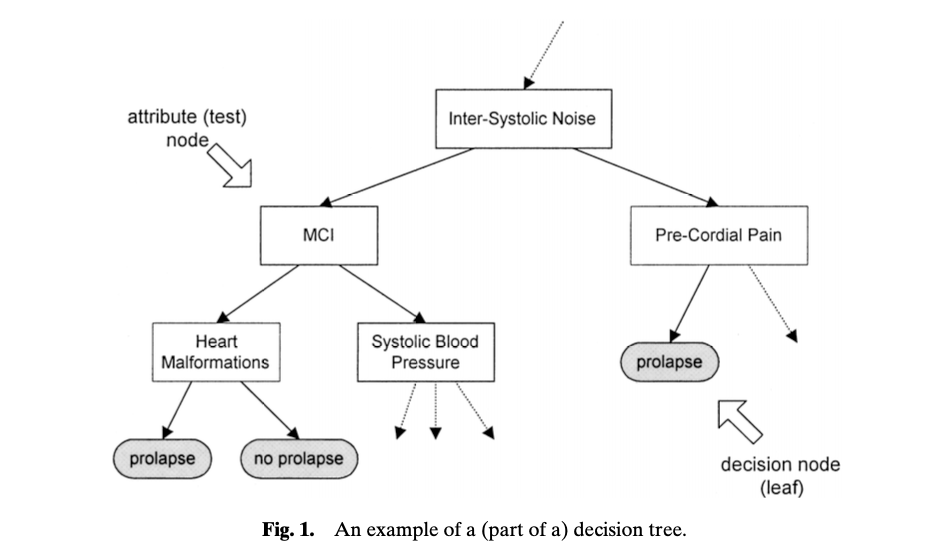 Inter-Systolic Noise
attribute (test)
node
MCI
Pre-Cordial Pain
Heart
Malformations
Systolic Blood
Pressure
prolapse
prolapse
no prolapse
decision node
(leaf)
Fig. 1. An example of a (part of a) decision tree.